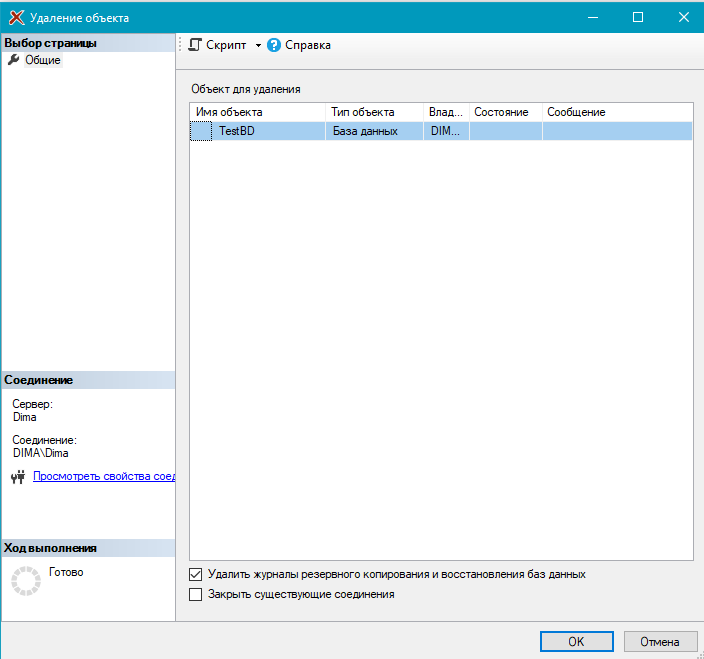 Удаление объекта
Выбор страницы
Общие
Скрипт
Справка
Объект для удаления
Имя объекта Тип объекта Влад... Состояние Сообщение
TestBD База данных DIM...
Соединение
Сервер:
Dima
Соединение:
DIMA\Dima
Просмотреть свойства соед
Ход выполнения
Готово
Удалить журналы резервного копирования и восстановления баз данных
Закрыть существующие соединения
OK Отмена